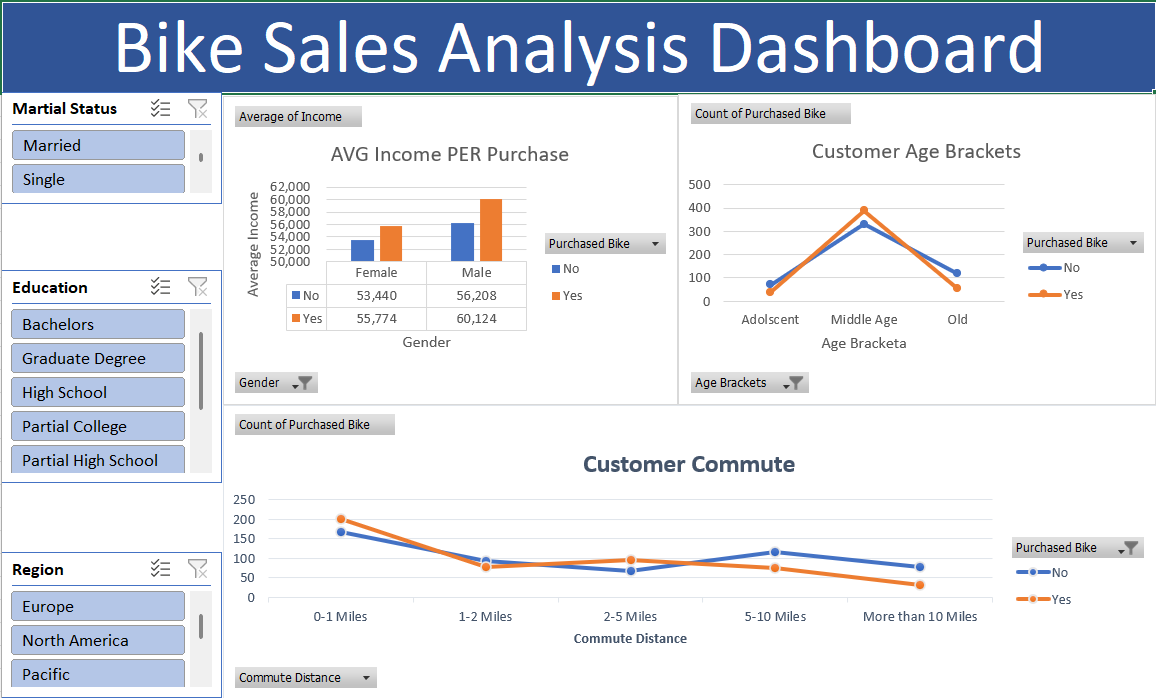 Bike Sales Analysis Dashboard
Martial Status
Married
Single
Education
Bachelors
Graduate Degree
High School
Partial College
Partial High School
Region
Europe
North America
Pacific
Average of Income
AVG Income PER Purchase
Average Income
62,000
60,000
58,000
56,000
54,000
52,000
50,000
Female Male
No 53,440 56,208
Yes 55,774 60,124
Gender
Purchased Bike
No
Yes
Gender
Count of Purchased Bike
Customer Age Brackets
500
400
300
200
100
0
Adolscent Middle Age Old
Age Bracketa
Purchased Bike
No
Yes
Age Brackets
Count of Purchased Bike
Customer Commute
250
200
150
100
50
0
0-1 Miles 1-2 Miles 2-5 Miles 5-10 Miles More than 10 Miles
Commute Distance
Purchased Bike
No
Yes
Commute Distance